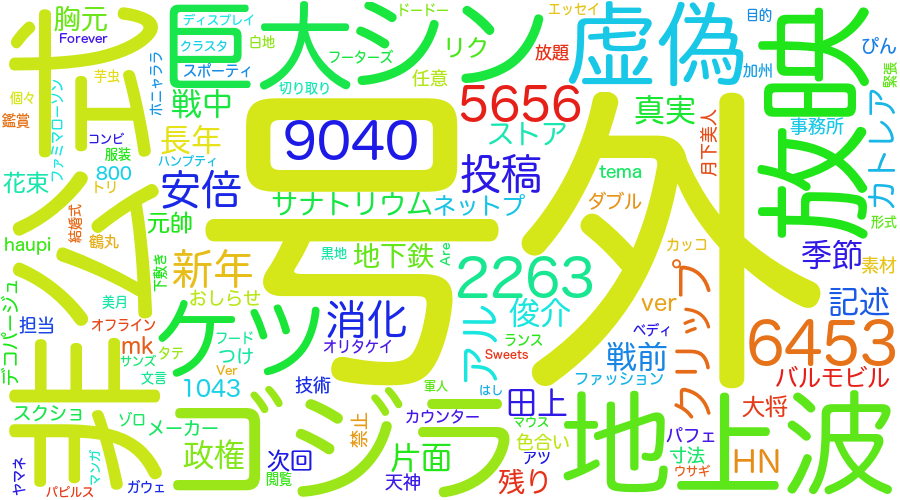 胸元
Forever
巨大
シン
ディスプレイ
クラスタ
白地
スポーティ
フーターズ
ドードー
エッセイ
リク
放題
虚偽
目的
加州
ぴん
緊張
放映
芋虫
個々
鑑賞
ファミマローソン
ボニャララ
戦中
切り取り
任意
5656
真実
月下美人
事務所
カトレア
コンビ
服装
800
長年
ハンプティ
9040
ストア
号外
花束
トリ
安倍
投稿
tema
ダブル
形式
準公式
結婚式
サナトリウム
ネットプ
haupi
鶴丸
元帥
黒地
地下鉄
Are
カッコ
季節
素材
下敷き
新年
おしらせ
2263
ver
デコパージュ
美月
担当
オフライン
ケツ
消化
俊介
クリップ
記述
mk
サンズ
タテ
フード
つけ
Ver
オリタケイ
アル
ランス
Sweets
ペディ
戦前
6453
文言
1043
技術
軍人
はし
ファッション
バルモビル
スクショ
ゾロ
メーカー
ゴジラ
禁止
カウンター
田上
マウス
色合い
地上波
パフェ
大将
寸法
ウサギ
HN
ヤマネ
マンガ
パピルス
ガウェ
政権
次回
閲覧
天神
片面
残り
アツ